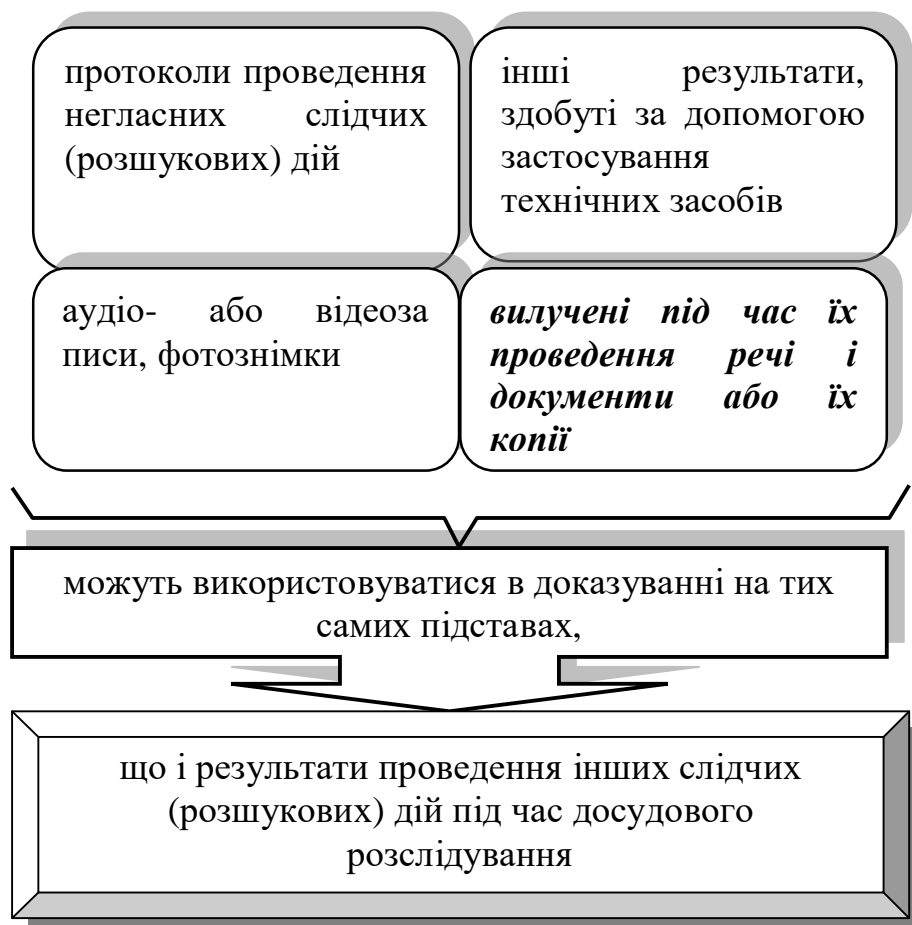 протоколи проведення
негласних слідчих
(розшукових) дій
інші результати,
здобуті за допомогою
застосування
технічних засобів
аудіо- або відеоза
писи, фотознімки
вилучені під час їх
проведення речі і
документи або їх
копії
можуть використовуватися в доказуванні на тих
самих підставах,
що і результати проведення інших слідчих
(розшукових) дій під час досудового
розслідування